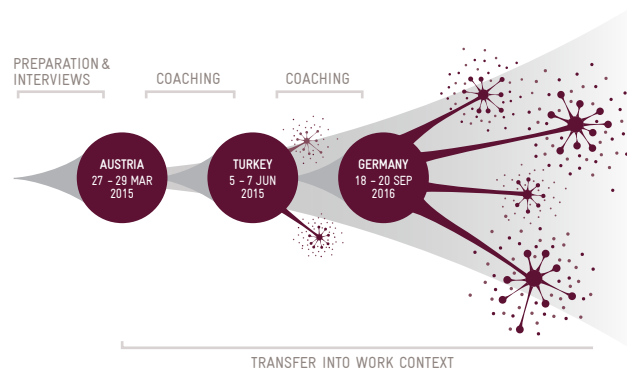 PREPARATION &
INTERVIEWS
COACHING
COACHING
AUSTRIA
27 – 29 MAR
2015
TURKEY
5 – 7 JUN
2015
GERMANY
18 – 20 SEP
2016
TRANSFER INTO WORK CONTEXT